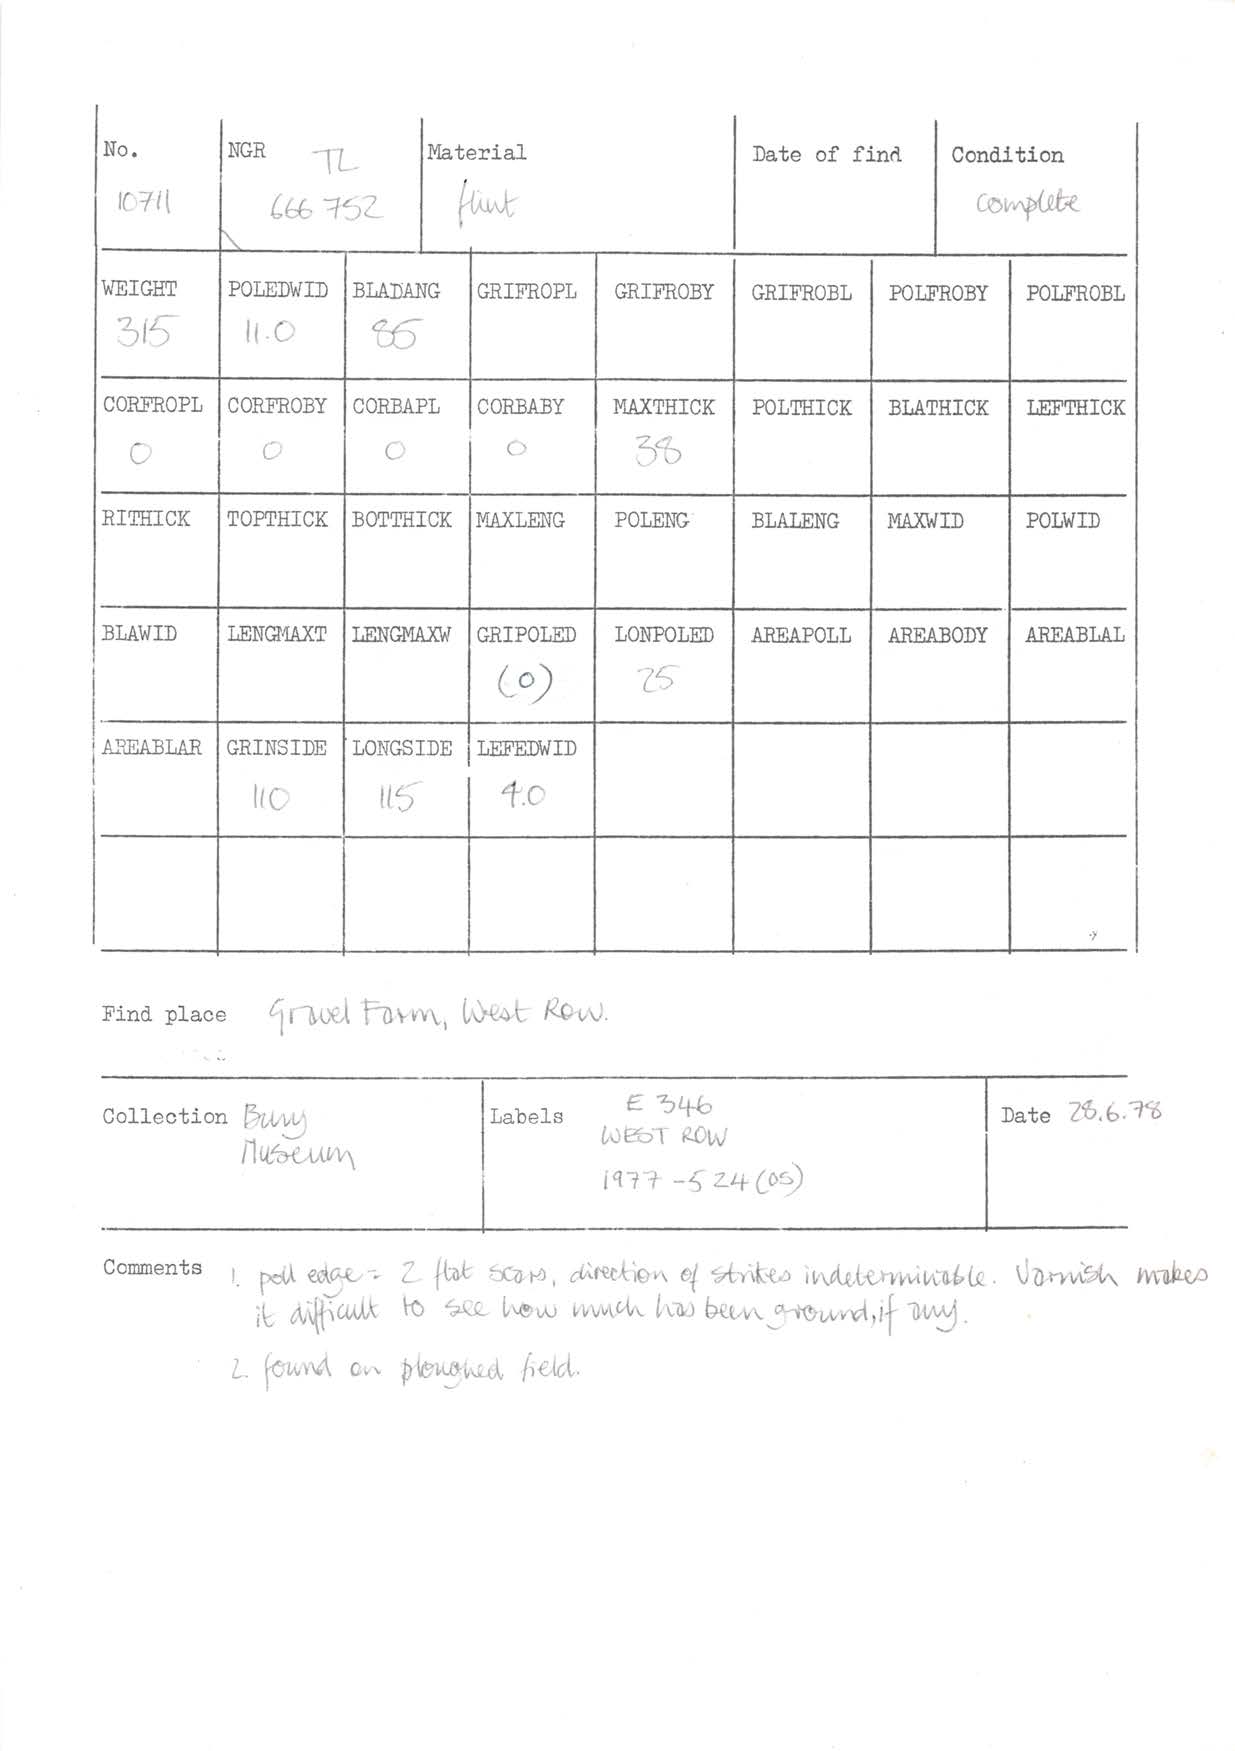 No. NGR TL Material Date of find Condition
10711 666 752 flint complete
WEIGHT POLEDWID BLADANG GRIFROPL GRIFROBY GRIFROBL POLFROBY POLFROBL
315 11.0 85
CORFROPL CORFROBY CORBAPL CORBABY MAXTHICK POLTHICK BLATHICK LEFTHICK
0 0 0 0 38
RITHICK TOPTHICK BOTTHICK MAXLENG POLENG BLALENG MAXWID POLWID
BLAWID LENGMAXT LENGMAXW GRIPOLED LONPOLED AREAPOLL AREABODY AREABLAL
(0) 25
AREABLAR GRINSIDE LONGSIDE LEFEDWID
110 115 4.0
Find place Gravel Farm, West Row.
Collection Bury Labels E 346 Date 28.6.78
Museum WEST ROW
1977-524(OS)
Comments 1. poll edge = 2 flat scars, direction of strikes indeterminable. Varnish makes
it difficult to see how much has been ground, if any.
2. found on ploughed field.